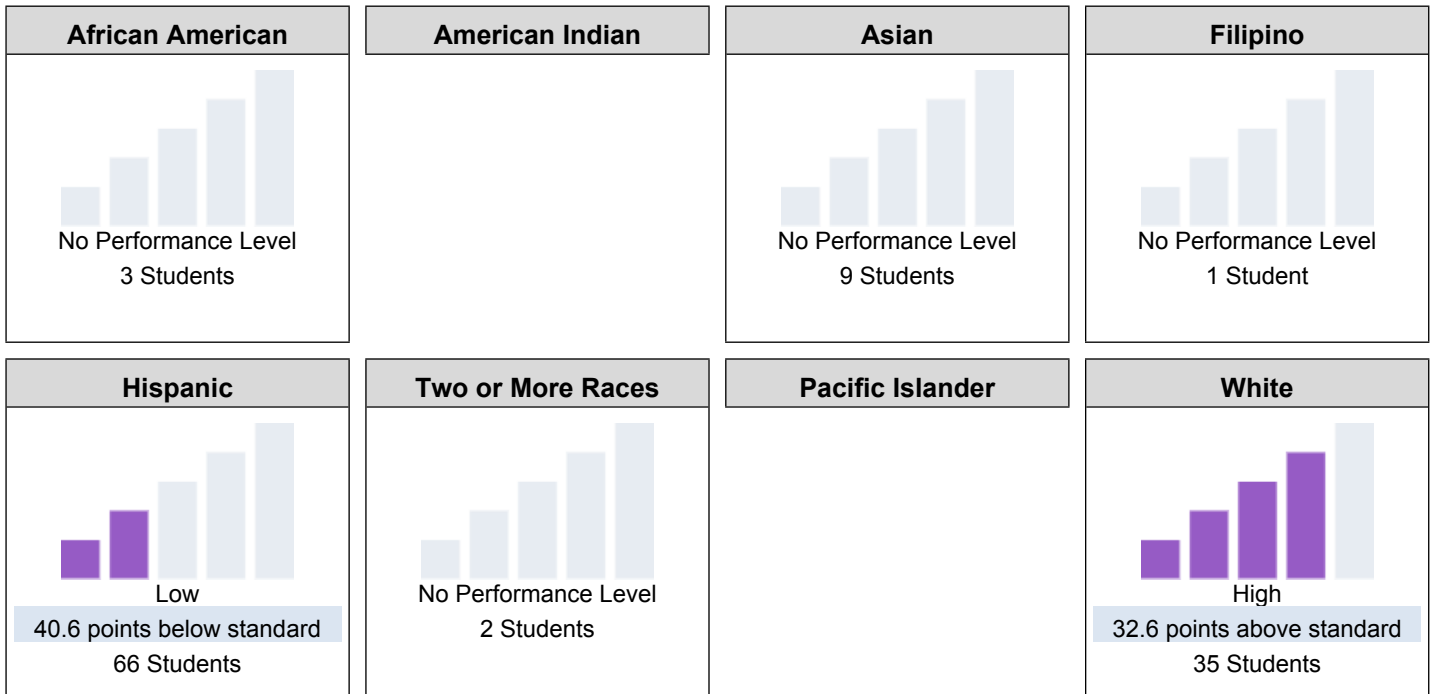 African American
American Indian
Asian
Filipino
No Performance Level
3 Students
No Performance Level
9 Students
No Performance Level
1 Student
Hispanic
Two or More Races
Pacific Islander
White
Low
40.6 points below standard
66 Students
No Performance Level
2 Students
High
32.6 points above standard
35 Students